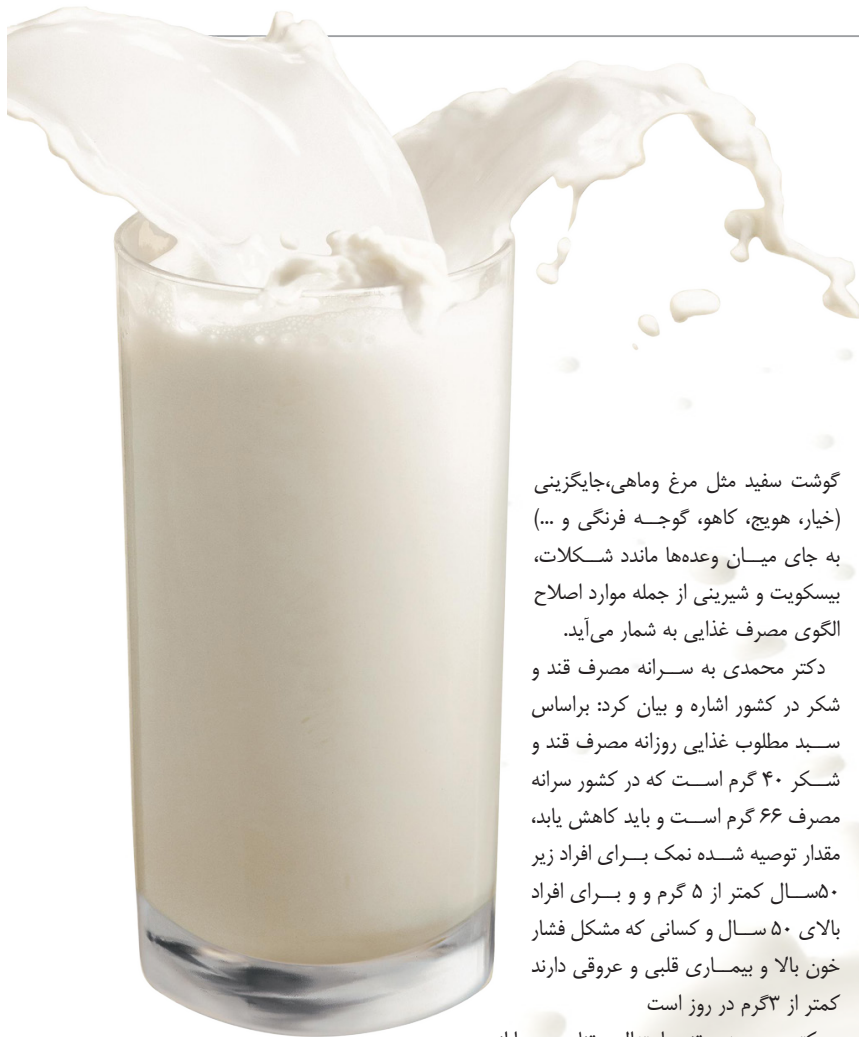 گوشت سفید مثل مرغ وماهی،جایگزینی
(خیار، هویج، کاهو، گوجه فرنگی و ...)
به جای میان وعده‌ها ماندد شکلات،
بیسکویت و شیرینی از جمله موارد اصلاح
الگوی مصرف غذایی به شمار می‌آید.
دکتر محمدی به سرانه مصرف قند و
شکر در کشور اشاره و بیان کرد: براساس
سبد مطلوب غذایی روزانه مصرف قند و
شکر ۴۰ گرم است که در کشور سرانه
مصرف ۶۶ گرم است و باید کاهش یابد،
مقدار توصیه شده نمک برای افراد زیر
۵۰سال کمتر از ۵ گرم و و برای افراد
بالای ۵۰ سال و کسانی که مشکل فشار
خون بالا و بیماری قلبی و عروقی دارند
کمتر از ۳گرم در روز است